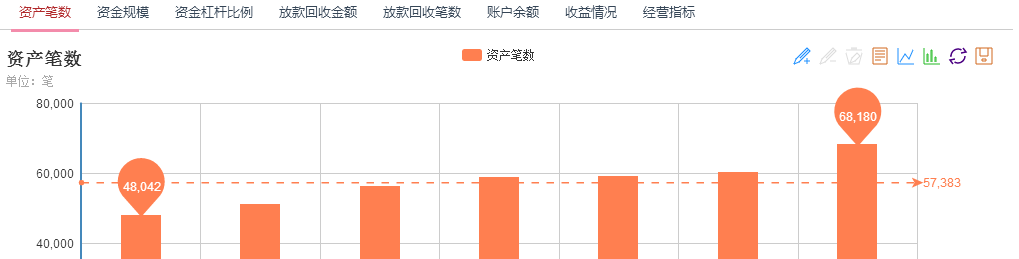 资产笔数 资金规模 资金杠杆比例 放款回收金额 放款回收笔数 账户余额 收益情况 经营指标
资产笔数
资产笔数
单位：笔
80,000
68,180
60,000
48,042
57,383
40,000